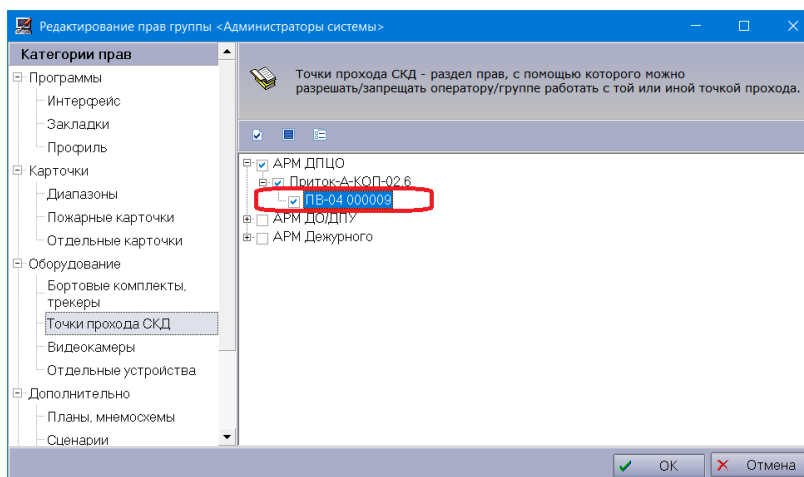 Редактирование прав группы <Администраторы системы>
Категории прав
Программы
Интерфейс
Закладки
Профиль
Карточки
Диапазоны
Пожарные карточки
Отдельные карточки
Оборудование
Бортовые комплекты,
трекеры
Точки прохода СКД
Видеокамеры
Отдельные устройства
Дополнительно
Планы, мнемосхемы
Сценарии
Точки прохода СКД - раздел прав, с помощью которого можно
разрешать/запрещать оператору/группе работать с той или иной точкой прохода.
АРМ ДПЦО
Приток-А-КОП-02.6
ПВ-04 000009
АРМ ДО/ДПУ
АРМ Дежурного
OK
Отмена